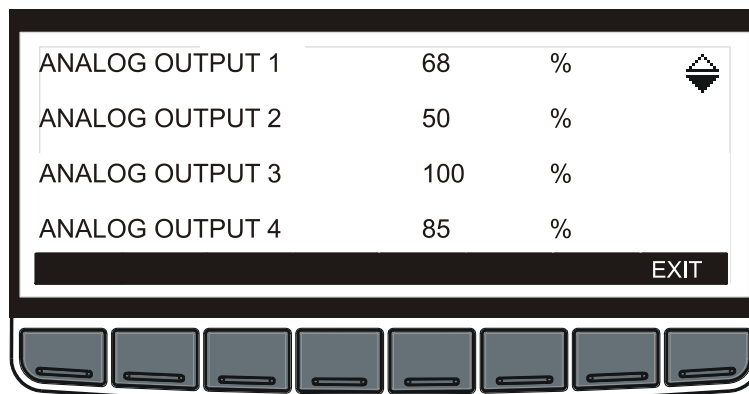 ANALOG OUTPUT 1 68 %
ANALOG OUTPUT 2 50 %
ANALOG OUTPUT 3 100 %
ANALOG OUTPUT 4 85 %
EXIT